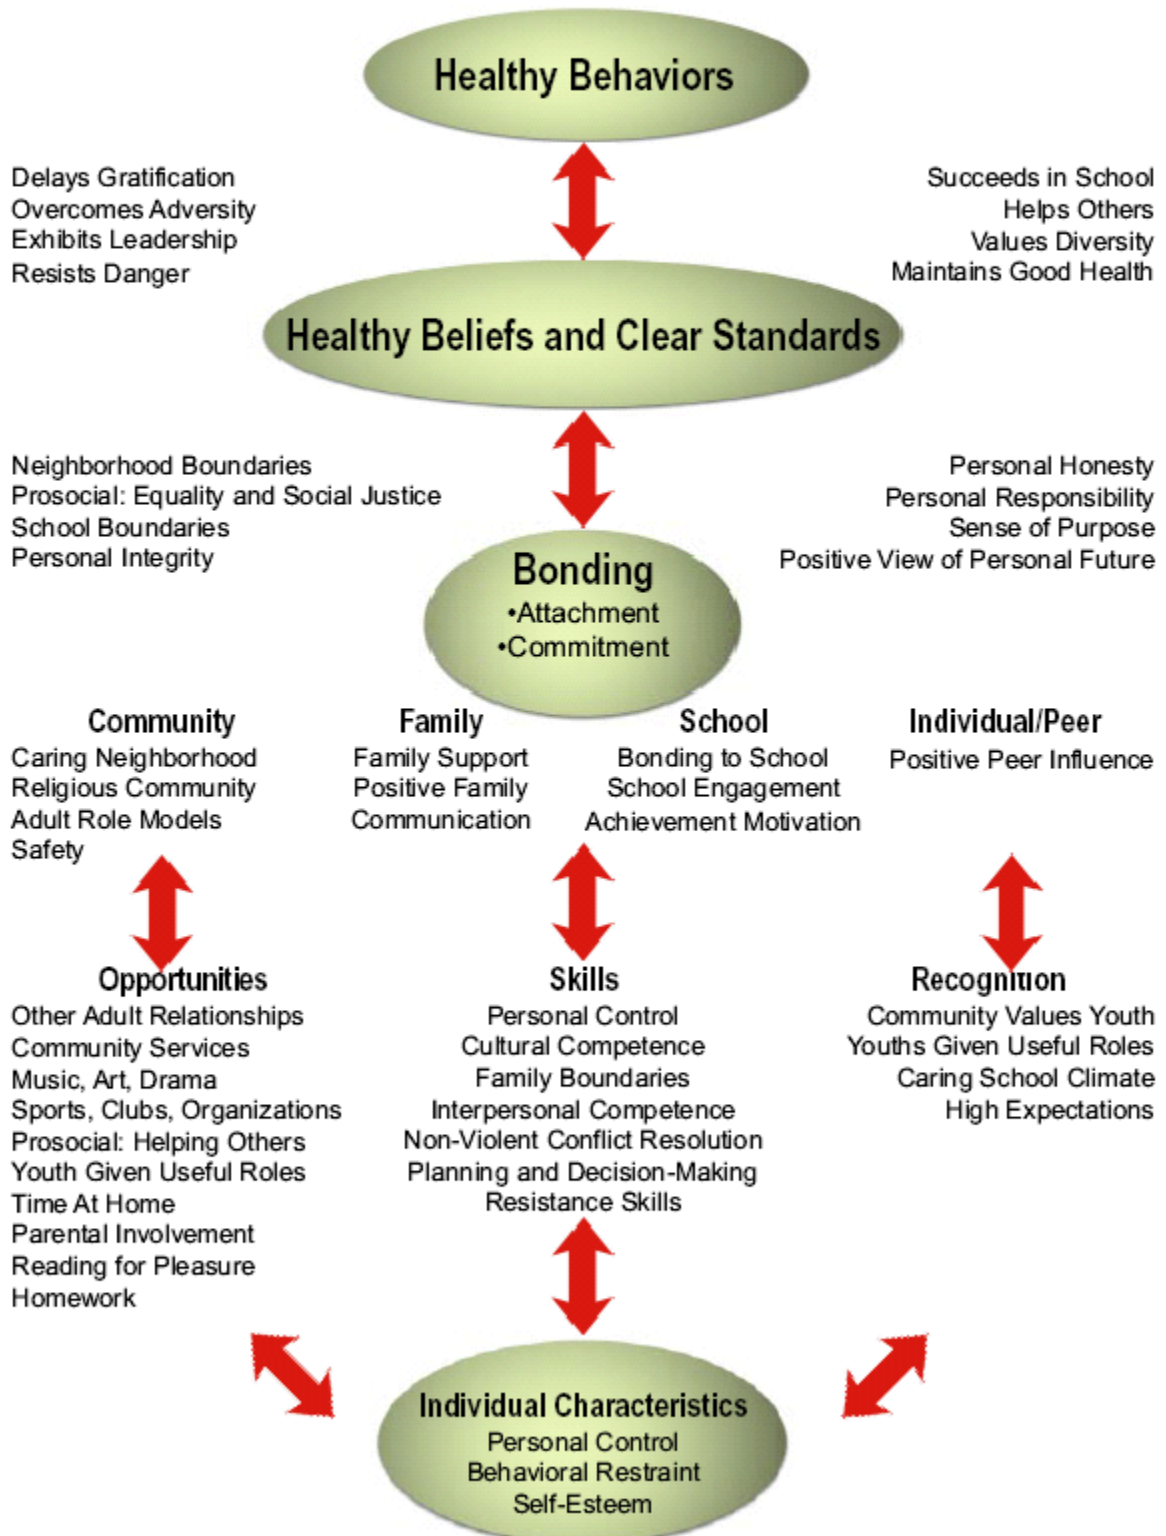 Healthy Behaviors
Delays Gratification
Overcomes Adversity
Exhibits Leadership
Resists Danger
Succeeds in School
Helps Others
Values Diversity
Maintains Good Health
Healthy Beliefs and Clear Standards
Neighborhood Boundaries
Prosocial: Equality and Social Justice
School Boundaries
Personal Integrity
Personal Honesty
Personal Responsibility
Sense of Purpose
Positive View of Personal Future
Bonding
•Attachment
•Commitment
Community
Caring Neighborhood
Religious Community
Adult Role Models
Safety
Family
Family Support
Positive Family
Communication
School
Bonding to School
School Engagement
Achievement Motivation
Individual/Peer
Positive Peer Influence
Opportunities
Other Adult Relationships
Community Services
Music, Art, Drama
Sports, Clubs, Organizations
Prosocial: Helping Others
Youth Given Useful Roles
Time At Home
Parental Involvement
Reading for Pleasure
Homework
Skills
Personal Control
Cultural Competence
Family Boundaries
Interpersonal Competence
Non-Violent Conflict Resolution
Planning and Decision-Making
Resistance Skills
Recognition
Community Values Youth
Youths Given Useful Roles
Caring School Climate
High Expectations
Individual Characteristics
Personal Control
Behavioral Restraint
Self-Esteem